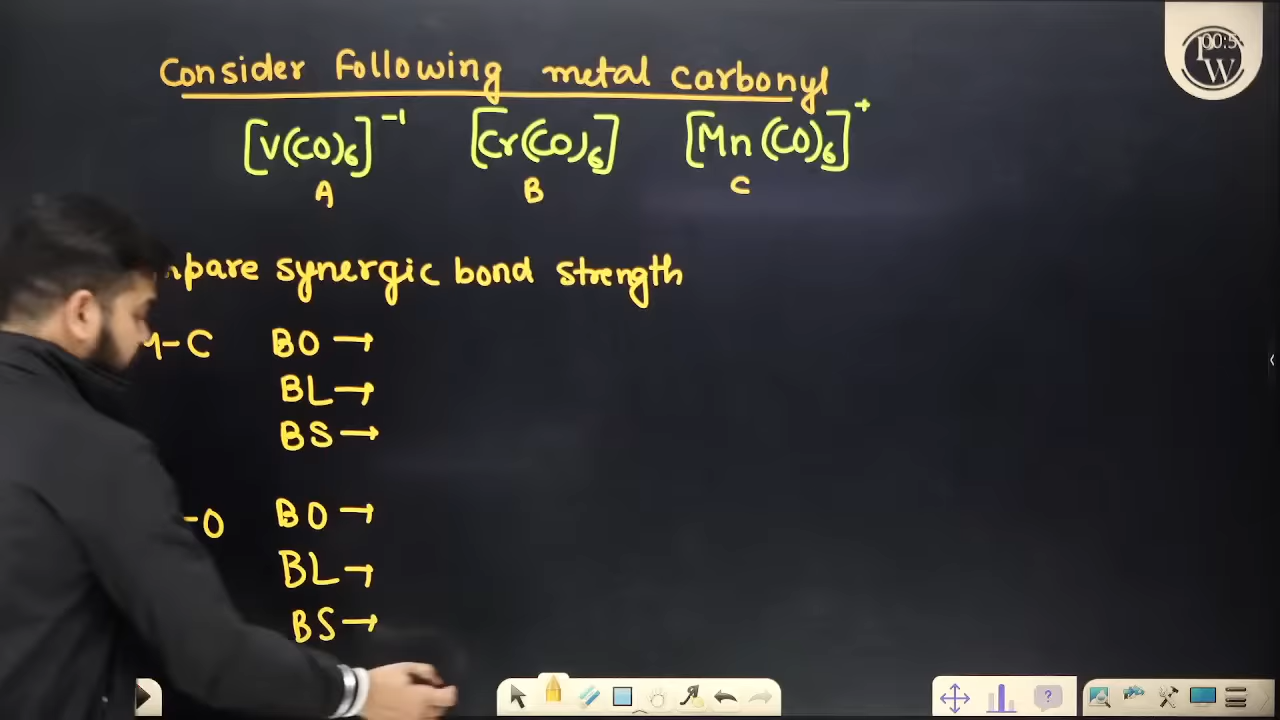 Consider following metal carbonyl
[V(CO)6]-1 [Cr(CO)6] [Mn(CO)6]+
A B C
synergic bond strength
BO →
BL →
BS →
BO →
BL →
BS →